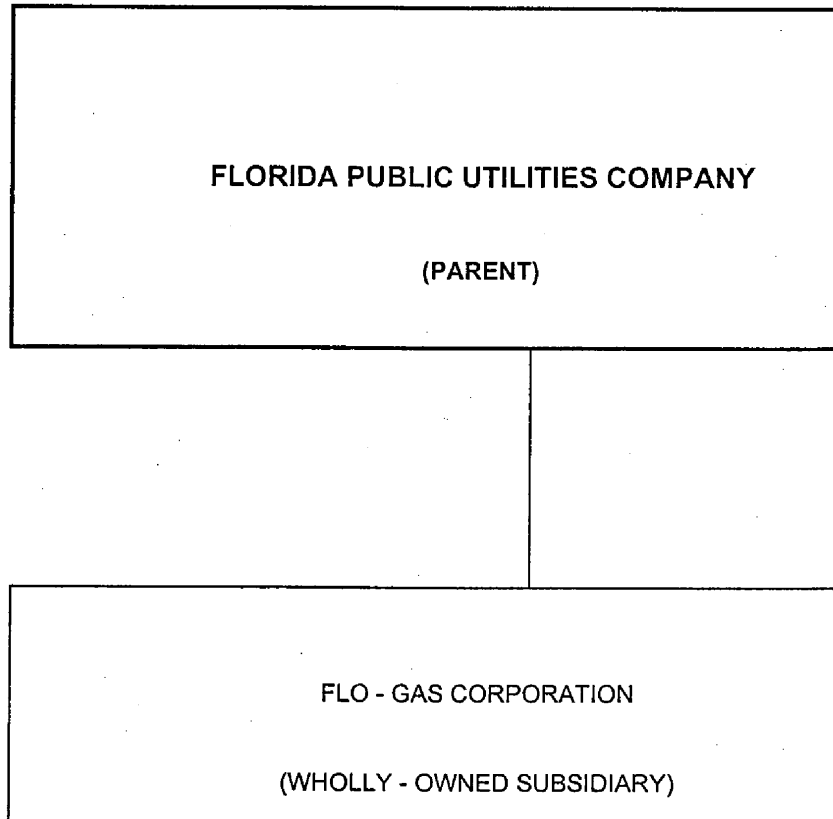 FLORIDA PUBLIC UTILITIES COMPANY
(PARENT)
FLO - GAS CORPORATION
(WHOLLY - OWNED SUBSIDIARY)